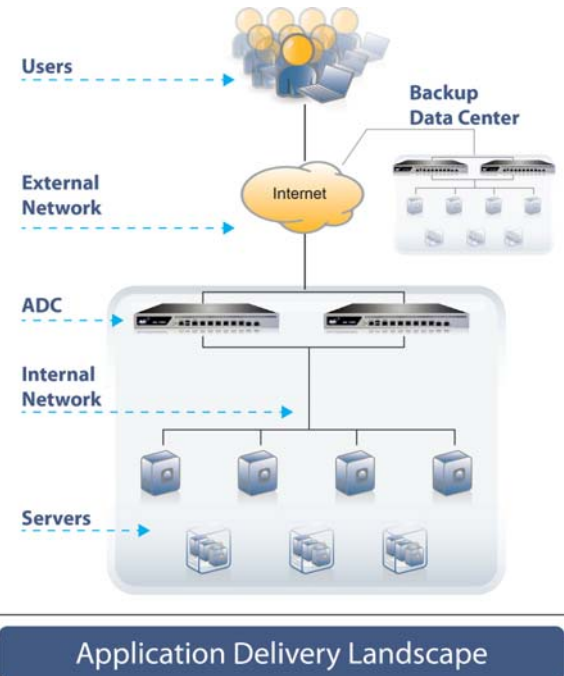 Users
Backup
Data Center
External
Network
Internet
ADC
Internal
Network
Servers
Application Delivery Landscape